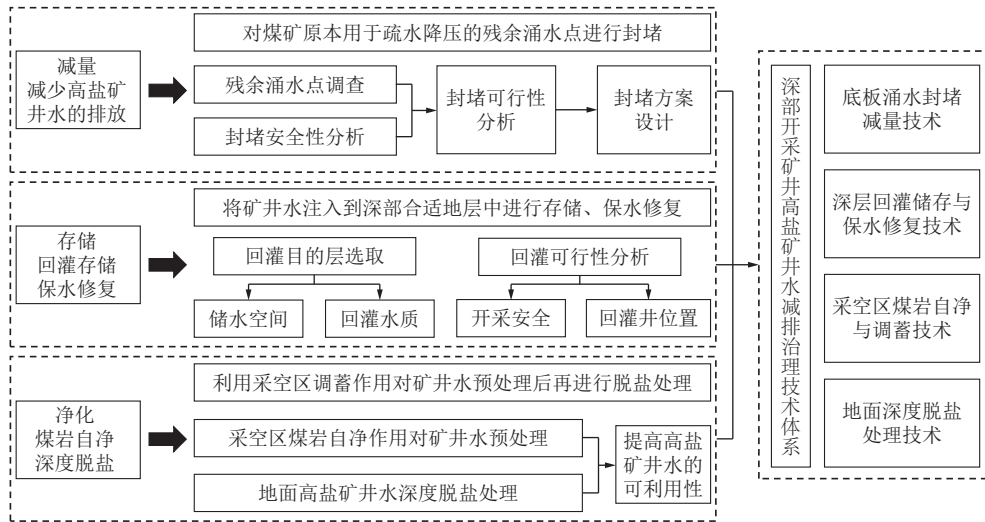 减量
减少高盐矿
井水的排放
对煤矿原本用于疏水降压的残余涌水点进行封堵
残余涌水点调查
封堵安全性分析
封堵可行性
分析
封堵方案
设计
存储
回灌存储
保水修复
将矿井水注入到深部合适地层中进行存储、保水修复
回灌目的层选取
储水空间
回灌水质
回灌可行性分析
开采安全
回灌井位置
净化
煤岩自净
深度脱盐
利用采空区调蓄作用对矿井水预处理后再进行脱盐处理
采空区煤岩自净作用对矿井水预处理
地面高盐矿井水深度脱盐处理
提高高盐
矿井水的
可利用性
深部开采矿井高盐矿井水减排治理技术体系
底板涌水封堵
减量技术
深层回灌储存与
保水修复技术
采空区煤岩自净
与调蓄技术
地面深度脱盐
处理技术